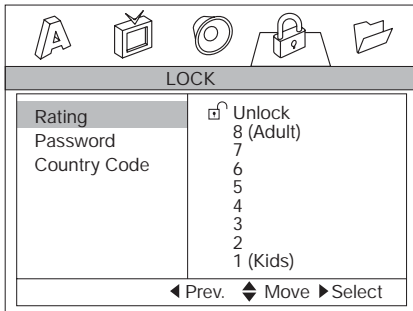 LOCK
Rating
Password
Country Code
Unlock
8 (Adult)
7
6
5
4
3
2
1 (Kids)
Prev. Move Select